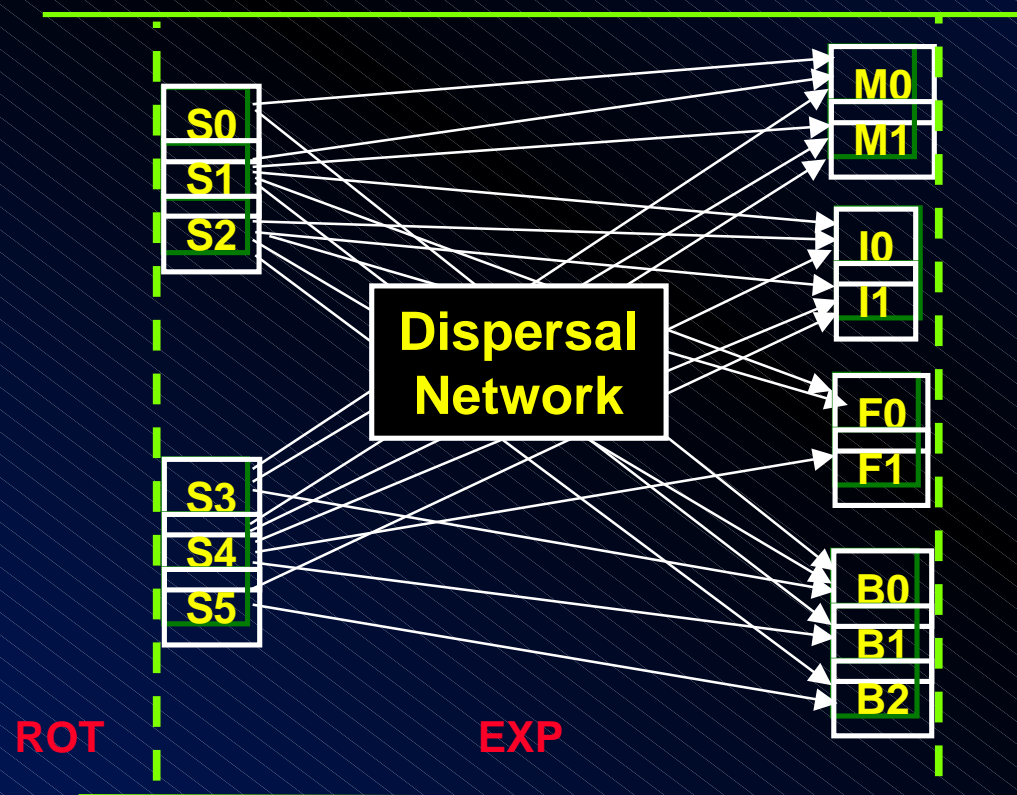 S0
S1
S2
S3
S4
S5
Dispersal
Network
M0
M1
I0
I1
F0
F1
B0
B1
B2
ROT
EXP